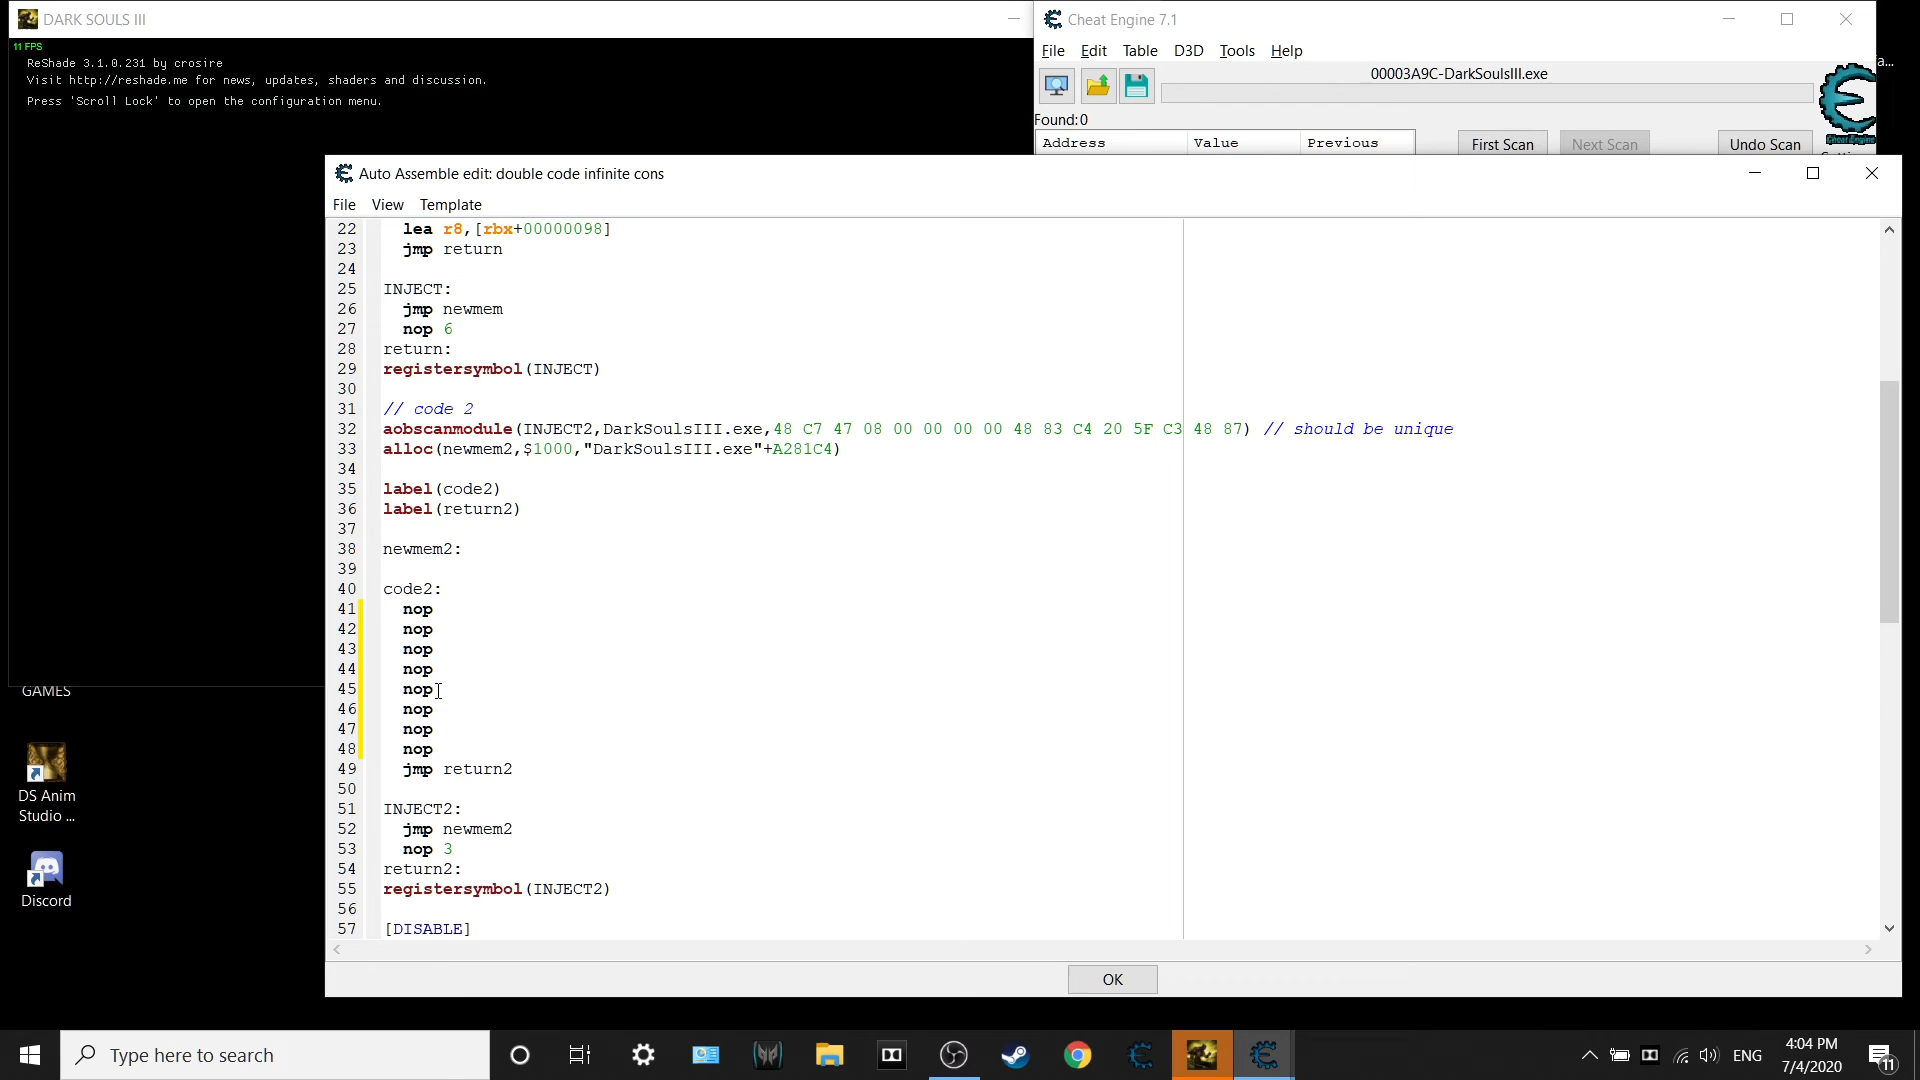 DARK SOULS III
11 FPS
ReShade 3.1.0.231 by crosire
Visit http://reshade.me for news, updates, shaders and discussion.
Press 'Scroll Lock' to open the configuration menu.
Cheat Engine 7.1
File Edit Table D3D Tools Help
00003A9C-DarkSoulsIII.exe
Found:0
Address Value Previous
First Scan Next Scan Undo Scan
Cheat Engine
a...
Auto Assemble edit: double code infinite cons
File View Template
22 lea r8,[rbx+00000098]
23 jmp return
24
25 INJECT:
26 jmp newmem
27 nop 6
28 return:
29 registersymbol(INJECT)
30
31 // code 2
32 aobscanmodule(INJECT2,DarkSoulsIII.exe,48 C7 47 08 00 00 00 00 48 83 C4 20 5F C3 48 87) // should be unique
33 alloc(newmem2,$1000,"DarkSoulsIII.exe"+A281C4)
34
35 label(code2)
36 label(return2)
37
38 newmem2:
39
40 code2:
41 nop
42 nop
43 nop
44 nop
45 nop
46 nop
47 nop
48 nop
49 jmp return2
50
51 INJECT2:
52 jmp newmem2
53 nop 3
54 return2:
55 registersymbol(INJECT2)
56
57 [DISABLE]
OK
GAMES
DS Anim
Studio ...
Discord
Type here to search
ENG
4:04 PM
7/4/2020
11